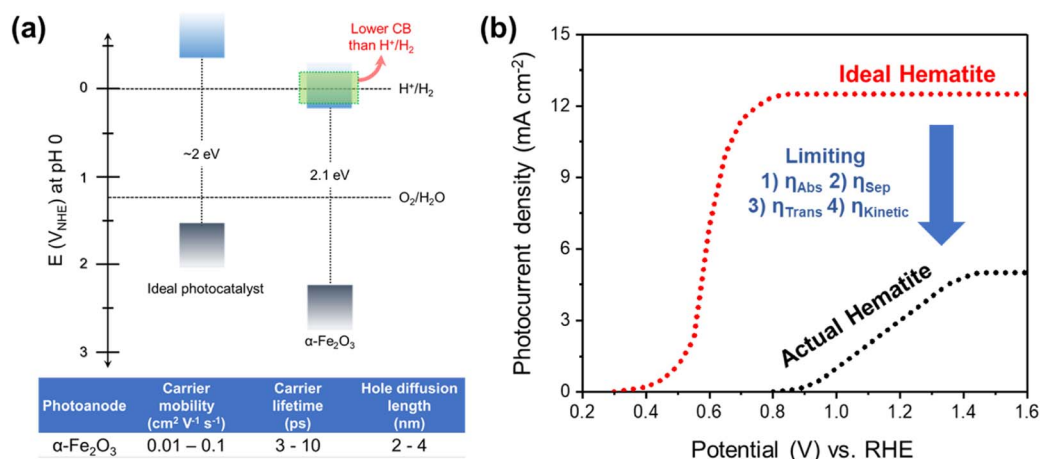 (a)
Lower CB
than H⁺/H₂
0
H⁺/H₂
~2 eV
2.1 eV
1
O₂/H₂O
2
Ideal photocatalyst
α-Fe₂O₃
3
E (V_NHE) at pH 0
Photoanode
Carrier
mobility
(cm² V⁻¹ s⁻¹)
Carrier
lifetime
(ps)
Hole diffusion
length
(nm)
α-Fe₂O₃ 0.01 – 0.1 3 - 10 2 - 4
(b)
15
Ideal Hematite
12
Limiting
1) η_Abs 2) η_Sep
3) η_Trans 4) η_Kinetic
9
6
Actual Hematite
3
0
0.2 0.4 0.6 0.8 1.0 1.2 1.4 1.6
Photocurrent density (mA cm⁻²)
Potential (V) vs. RHE